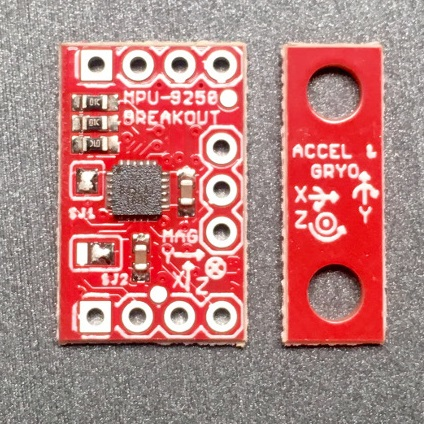 MPU-9250
BREAKOUT
SJ1
MAG
Y
X Z
SJ2
ACCEL &
GRYO
X
Y
Z